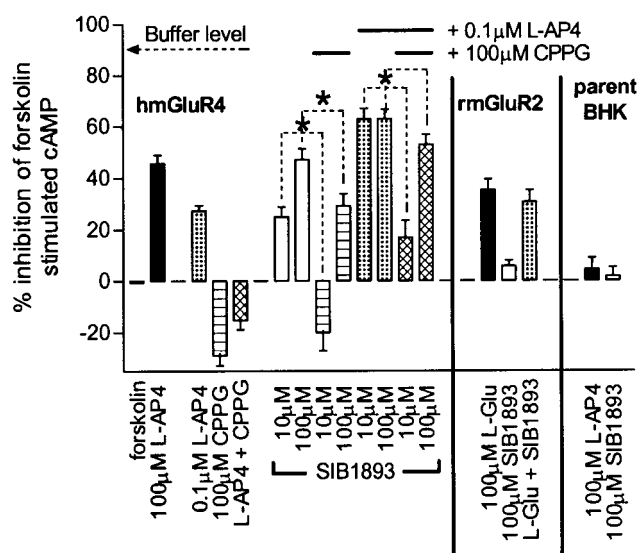 % inhibition of forskolin
stimulated cAMP
100
80
60
40
20
0
-20
Buffer level
+ 0.1µM L-AP4
+ 100µM CPPG
hmGluR4
rmGluR2
parent
BHK
*
*
*
forskolin
100µM L-AP4
0.1µM L-AP4
100µM CPPG
L-AP4 + CPPG
10µM
100µM
10µM
100µM
10µM
100µM
10µM
100µM
SIB1893
100µM L-Glu
100µM SIB1893
L-Glu + SIB1893
100µM L-AP4
100µM SIB1893